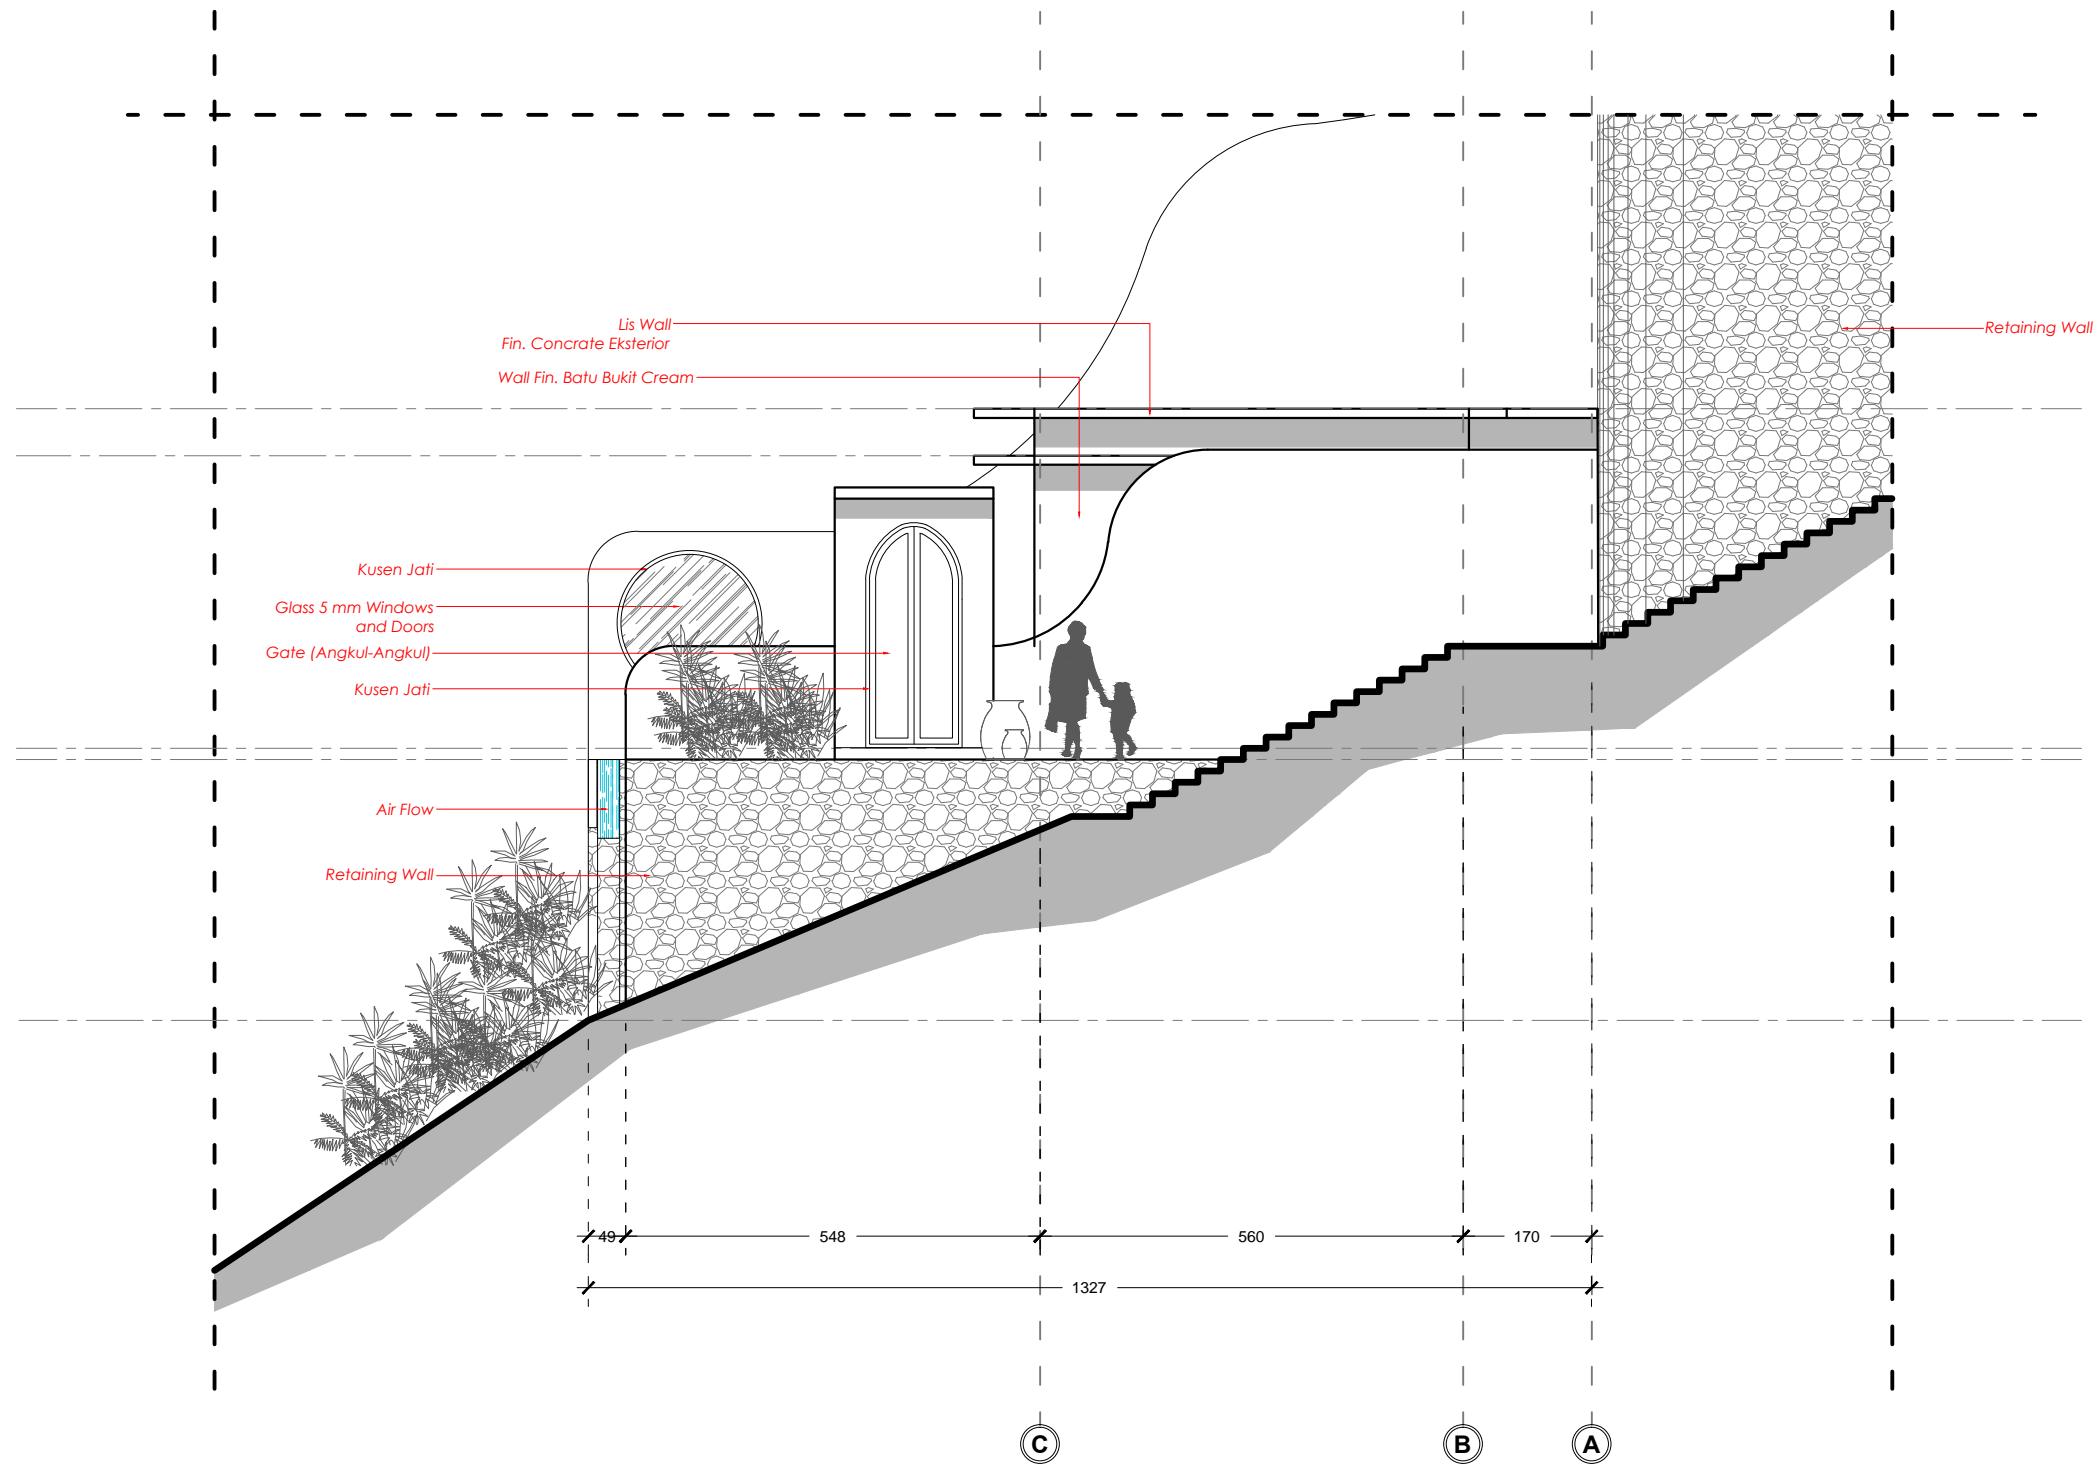 Lis Wall
Fin. Concrate Eksterior
Retaining Wall
Wall Fin. Batu Bukit Cream
Kusen Jati
Glass 5 mm Windows
and Doors
Gate (Angkul-Angkul)
Kusen Jati
Air Flow
Retaining Wall
49 548 560 170
1327
C B A